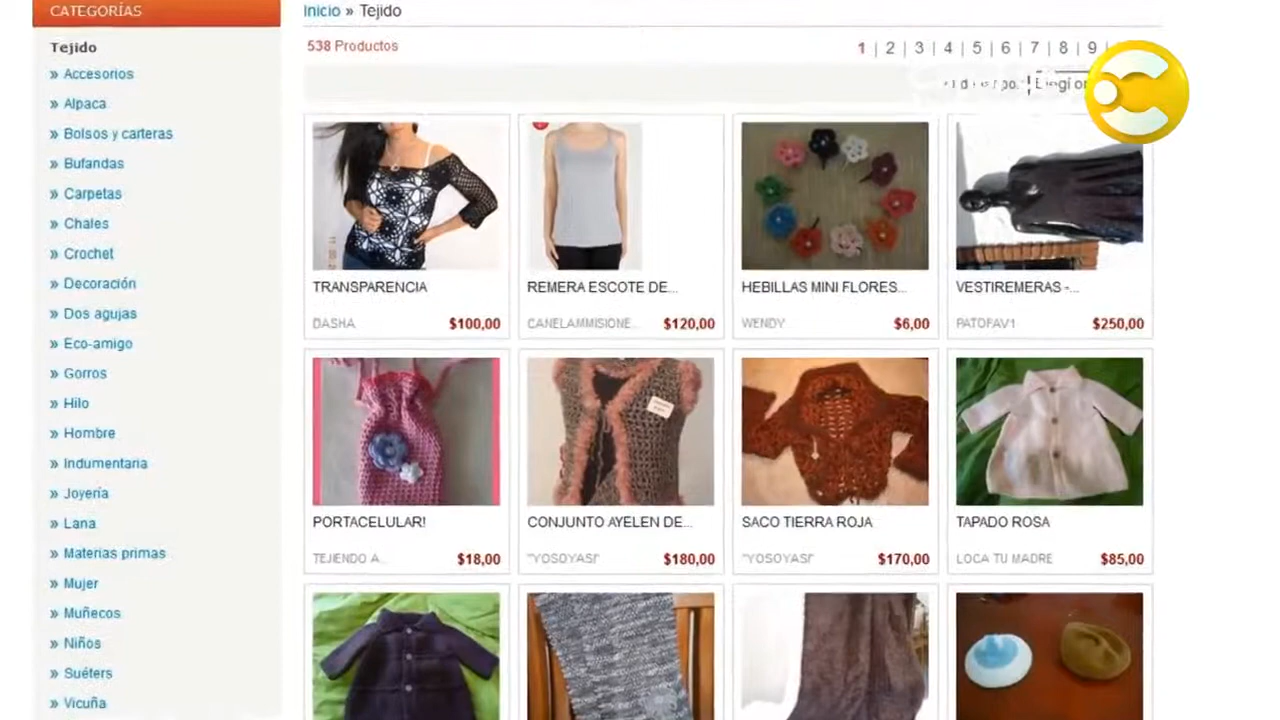 CATEGORÍAS
Tejido
» Accesorios
» Alpaca
» Bolsos y carteras
» Bufandas
» Carpetas
» Chales
» Crochet
» Decoración
» Dos agujas
» Eco-amigo
» Gorros
» Hilo
» Hombre
» Indumentaria
» Joyería
» Lana
» Materias primas
» Mujer
» Muñecos
» Niños
» Suéters
» Vicuña
Inicio » Tejido
538 Productos
1 | 2 | 3 | 4 | 5 | 6 | 7 | 8 | 9 |
TRANSPARENCIA
DASHA
$100,00
REMERA ESCOTE DE...
CANELAMMISIONE...
$120,00
HEBILLAS MINI FLORES...
WENDY
$6,00
VESTIREMERAS -...
PATOFAV1
$250,00
PORTACELULAR!
TEJIENDO A...
$18,00
CONJUNTO AYELEN DE...
"YOSOYASI"
$180,00
SACO TIERRA ROJA
"YOSOYASI"
$170,00
TAPADO ROSA
LOCA TU MADRE
$85,00